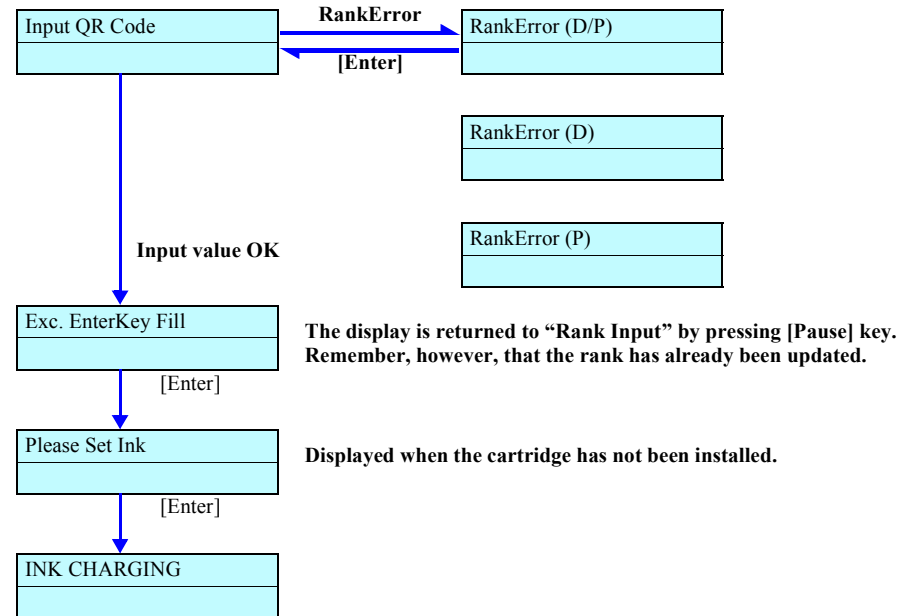 Input QR Code
RankError
RankError (D/P)
[Enter]
RankError (D)
RankError (P)
Input value OK
Exc. EnterKey Fill
The display is returned to “Rank Input” by pressing [Pause] key.
Remember, however, that the rank has already been updated.
[Enter]
Please Set Ink
Displayed when the cartridge has not been installed.
[Enter]
INK CHARGING